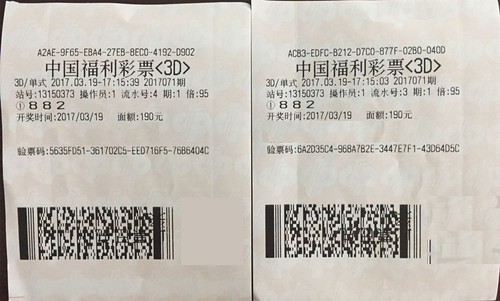 A2AE-9F65-EBA4-27EB-8EC0-4192-D902
中国福利彩票<3D>
3D/单式 2017.03.19-17:15:39 2017071期
站号:13150373 操作员:1 流水号:4 期:1 倍:95
①882
开奖时间:2017/03/19 面额:190元
验票码:5635FD51-361702C5-EED716F5-76B6404C
ACB3-EDFC-B212-D7C0-877F-02B0-040D
中国福利彩票<3D>
3D/单式 2017.03.19-17:15:03 2017071期
站号:13150373 操作员:1 流水号:3 期:1 倍:95
①882
开奖时间:2017/03/19 面额:190元
验票码:6A2D35C4-968A7B2E-3447E7F1-43D64D5C